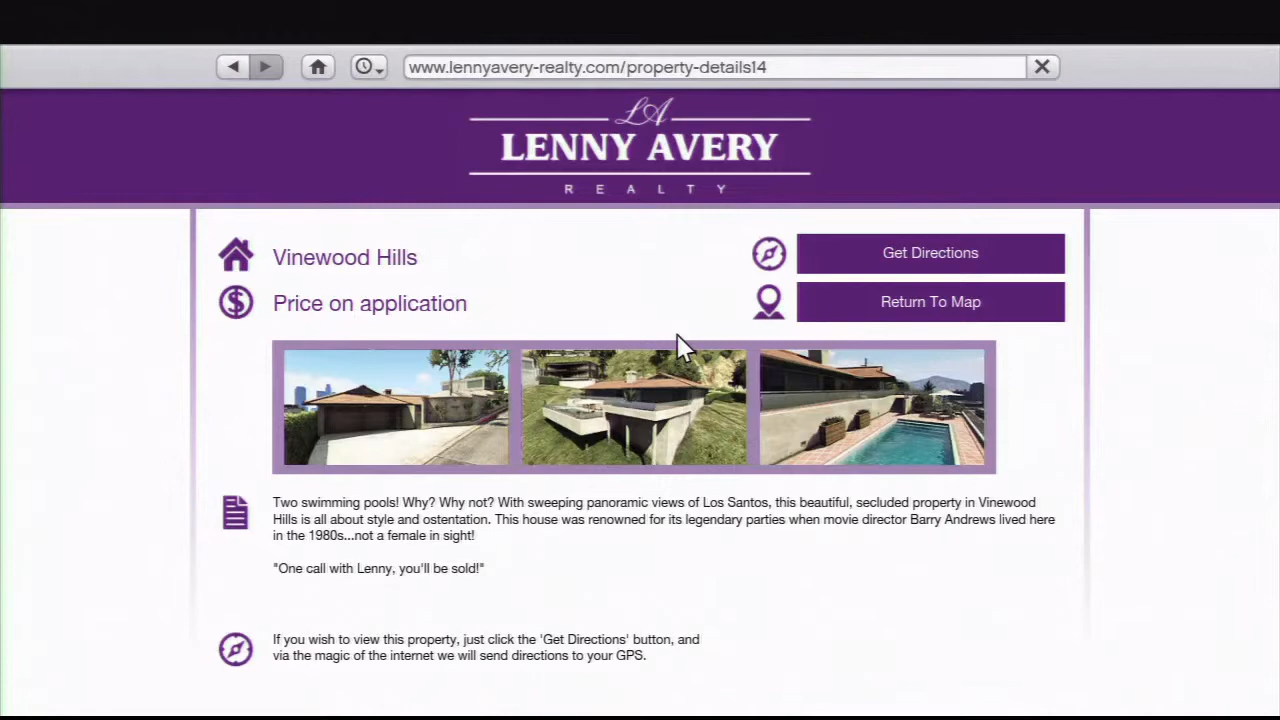 www.lennyavery-realty.com/property-details14
LA
LENNY AVERY
REALTY
Vinewood Hills
Get Directions
Price on application
Return To Map
Two swimming pools! Why? Why not? With sweeping panoramic views of Los Santos, this beautiful, secluded property in Vinewood
Hills is all about style and ostentation. This house was renowned for its legendary parties when movie director Barry Andrews lived here
in the 1980s...not a female in sight!
"One call with Lenny, you'll be sold!"
If you wish to view this property, just click the 'Get Directions' button, and
via the magic of the internet we will send directions to your GPS.